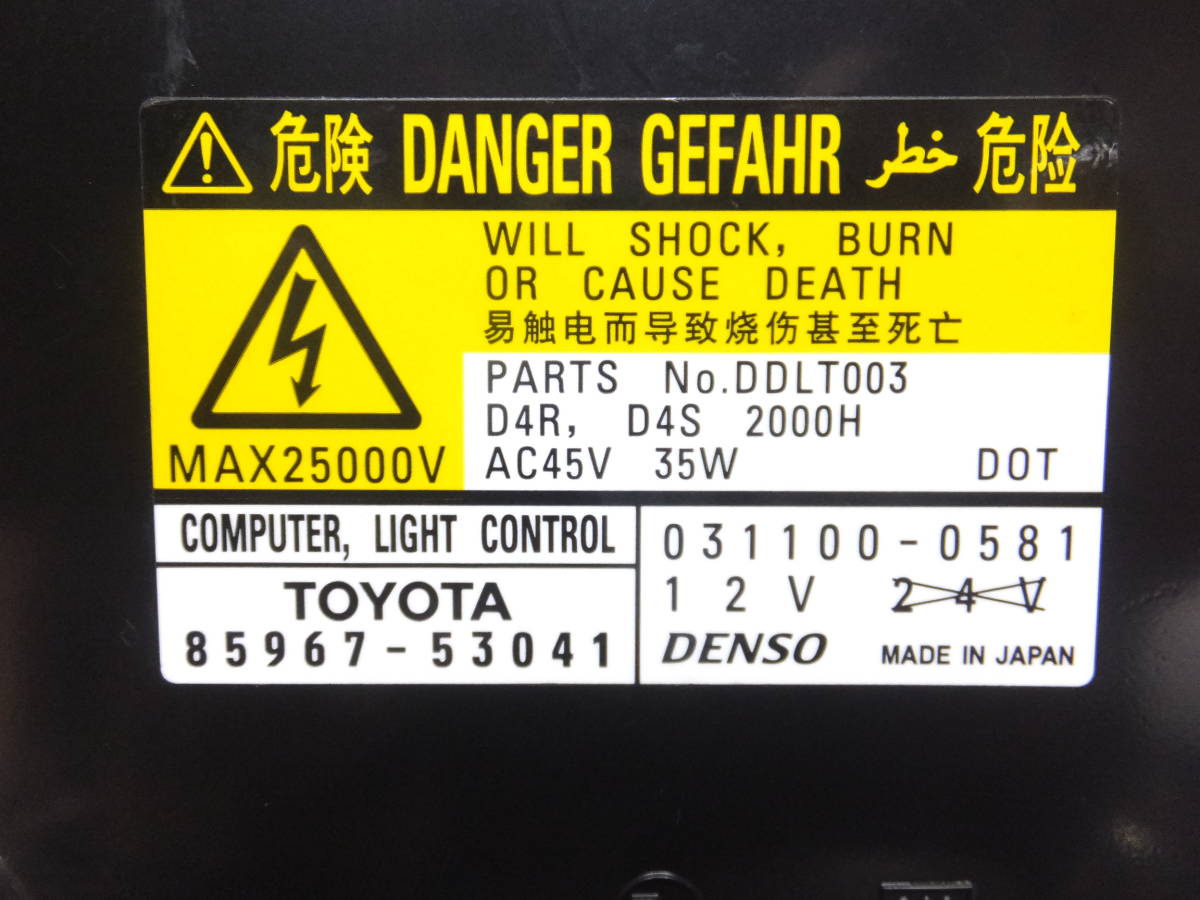 危険 DANGER GEFAHR خطر 危险
WILL SHOCK, BURN
OR CAUSE DEATH
易触电而导致烧伤甚至死亡
MAX25000V
PARTS No.DDLT003
D4R, D4S 2000H
AC45V 35W DOT
COMPUTER, LIGHT CONTROL
TOYOTA
85967-53041
031100-0581
12V 24V
DENSO MADE IN JAPAN